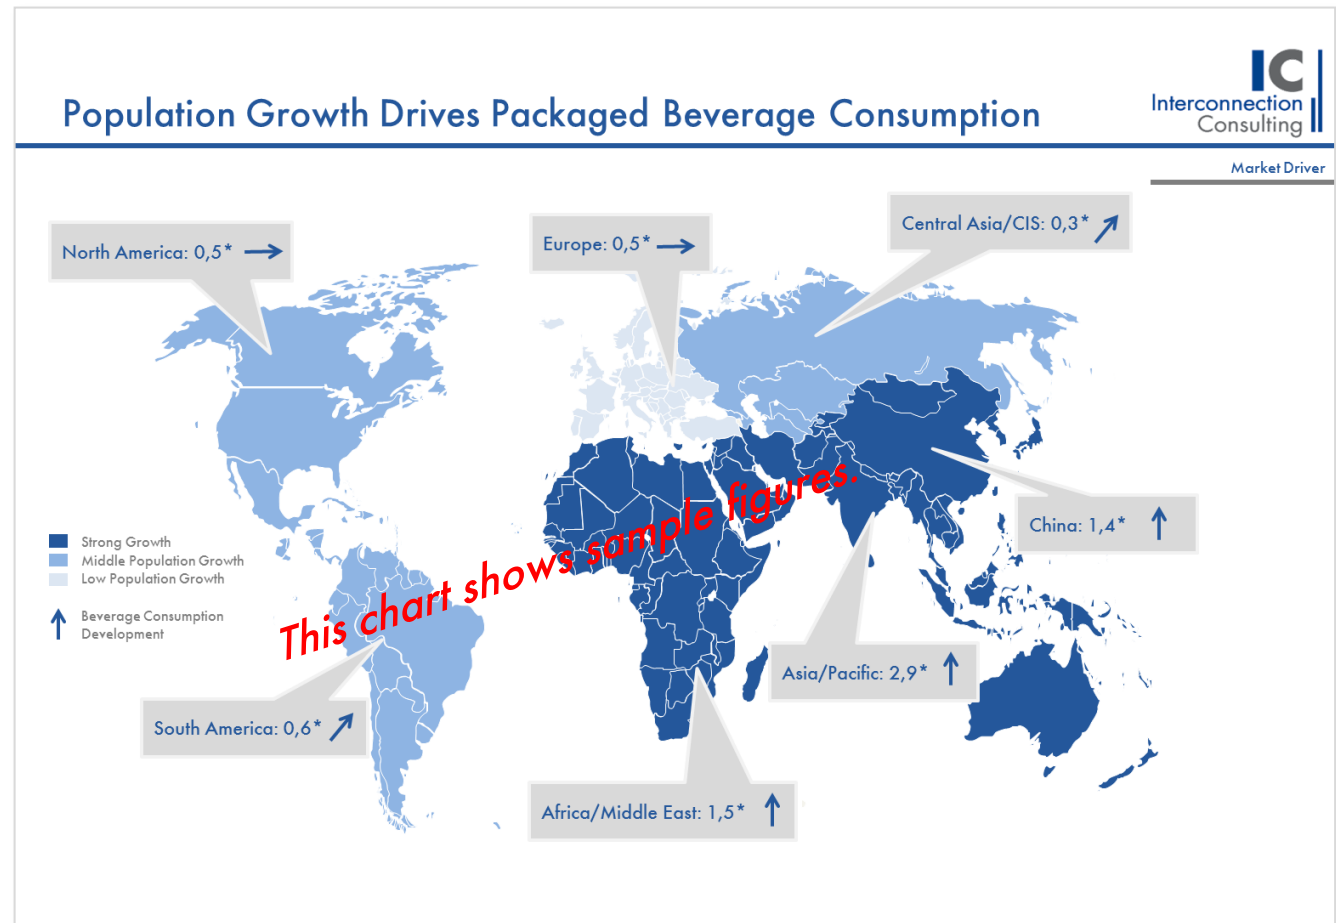 Population Growth Drives Packaged Beverage Consumption
IC
Interconnection
Consulting
Market Driver
North America: 0,5*
Europe: 0,5*
Central Asia/CIS: 0,3*
China: 1,4*
Strong Growth
Middle Population Growth
Low Population Growth
Beverage Consumption
Development
This chart shows sample figures.
Asia/Pacific: 2,9*
South America: 0,6*
Africa/Middle East: 1,5*